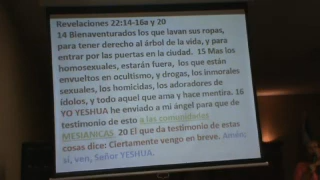 Revelaciones 22:14-16a y 20
14 Bienaventurados los que lavan sus ropas,
para tener derecho al árbol de la vida, y para
entrar por las puertas en la ciudad. 15 Mas los
homosexuales, estarán fuera, los que están
envueltos en ocultismo, y drogas, los inmorales
sexuales, los homicidas, los adoradores de
ídolos, y todo aquel que ama y hace mentira. 16
YO YESHUA he enviado a mi ángel para que de
testimonio de esto a las comunidades
MESIÁNICAS. 20 El que da testimonio de estas
cosas dice: Ciertamente vengo en breve. Amén;
sí, ven, Señor YESHUA.